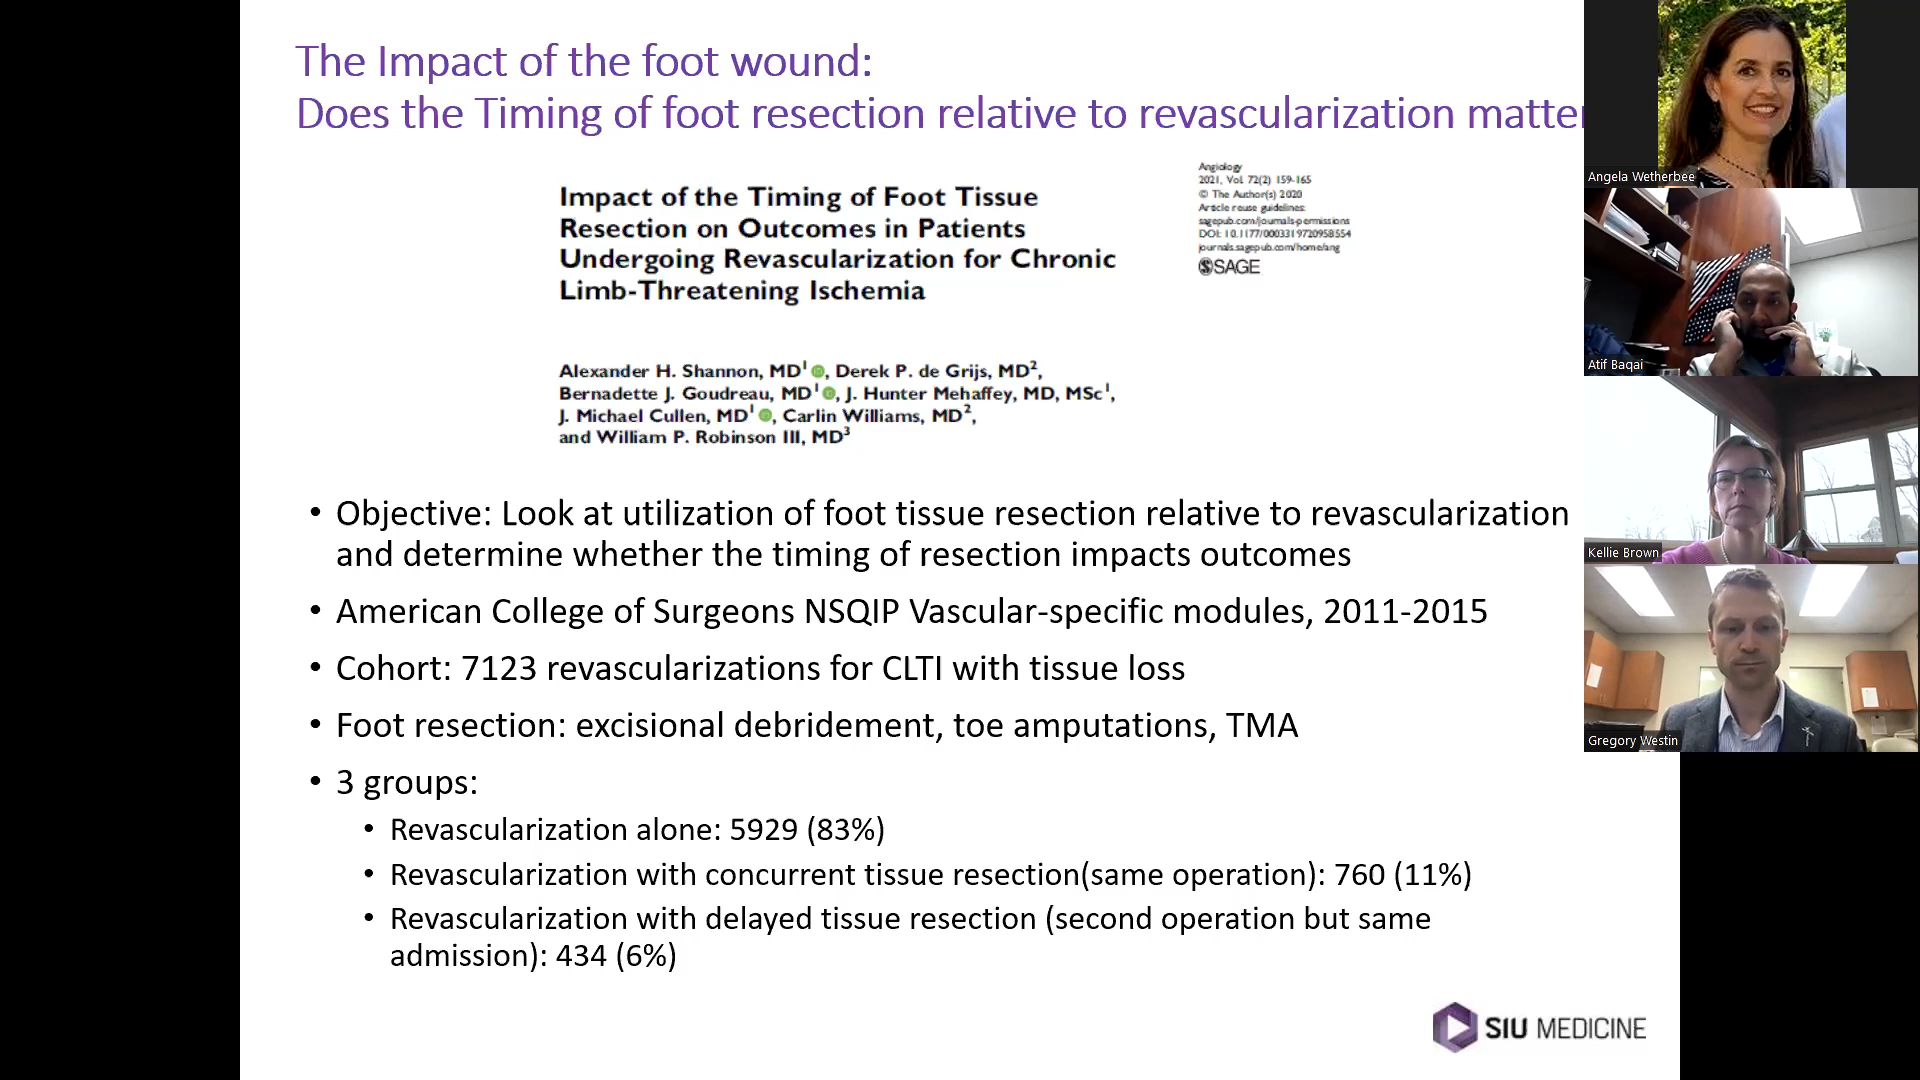 The Impact of the foot wound:
Does the Timing of foot resection relative to revascularization matter
Angiology
2021, Vol. 72(2) 159-165
© The Author(s) 2020
Article reuse guidelines:
sagepub.com/journals-permissions
DOI: 10.1177/0003319720958554
journals.sagepub.com/home/ang
SAGE
Impact of the Timing of Foot Tissue
Resection on Outcomes in Patients
Undergoing Revascularization for Chronic
Limb-Threatening Ischemia
Alexander H. Shannon, MD1, Derek P. de Grijs, MD2,
Bernadette J. Goudreau, MD1, J. Hunter Mehaffey, MD, MSc1,
J. Michael Cullen, MD1, Carlin Williams, MD2,
and William P. Robinson III, MD3
• Objective: Look at utilization of foot tissue resection relative to revascularization
and determine whether the timing of resection impacts outcomes
• American College of Surgeons NSQIP Vascular-specific modules, 2011-2015
• Cohort: 7123 revascularizations for CLTI with tissue loss
• Foot resection: excisional debridement, toe amputations, TMA
• 3 groups:
• Revascularization alone: 5929 (83%)
• Revascularization with concurrent tissue resection(same operation): 760 (11%)
• Revascularization with delayed tissue resection (second operation but same
admission): 434 (6%)
SIU MEDICINE
Angela Wetherbee
Atif Baqai
Kellie Brown
Gregory Westin